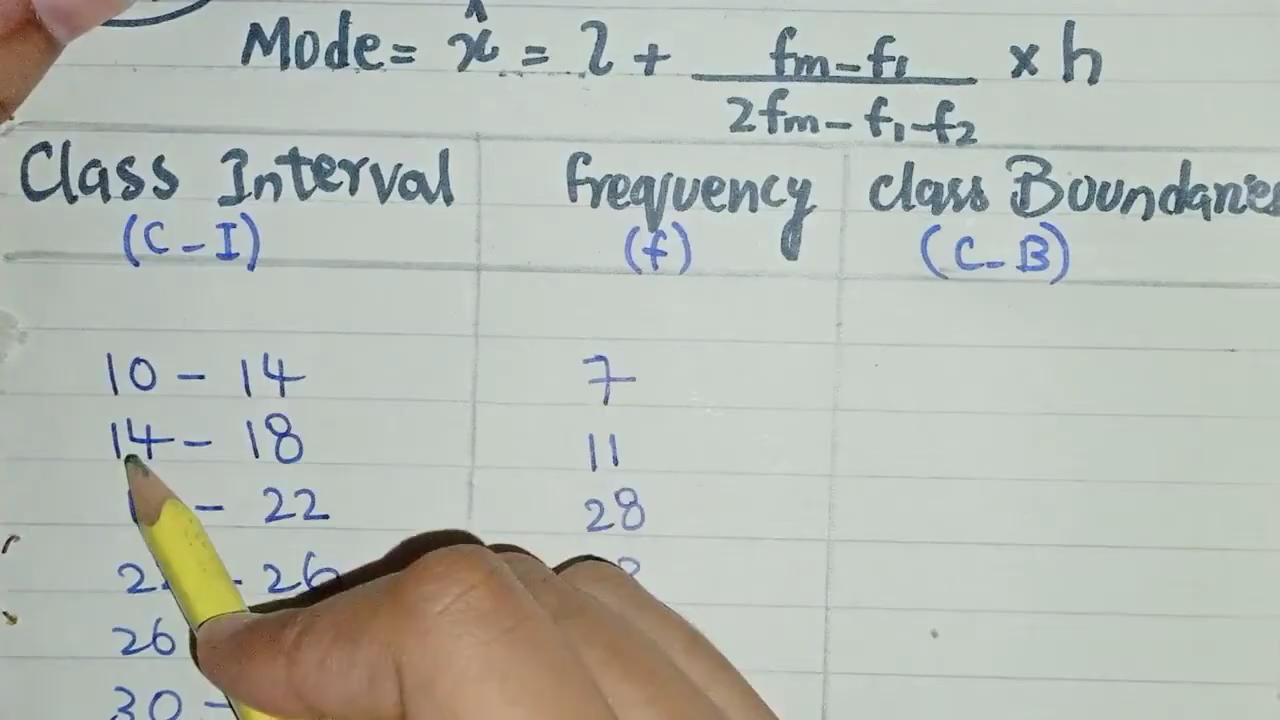 Mode = x̂ = l + fm - f1 / 2fm - f1 - f2 × h
Class Interval frequency class Boundaries
(C-I) (f) (C-B)
10 - 14 7
14 - 18 11
- 22 28
- 26
26
30 -